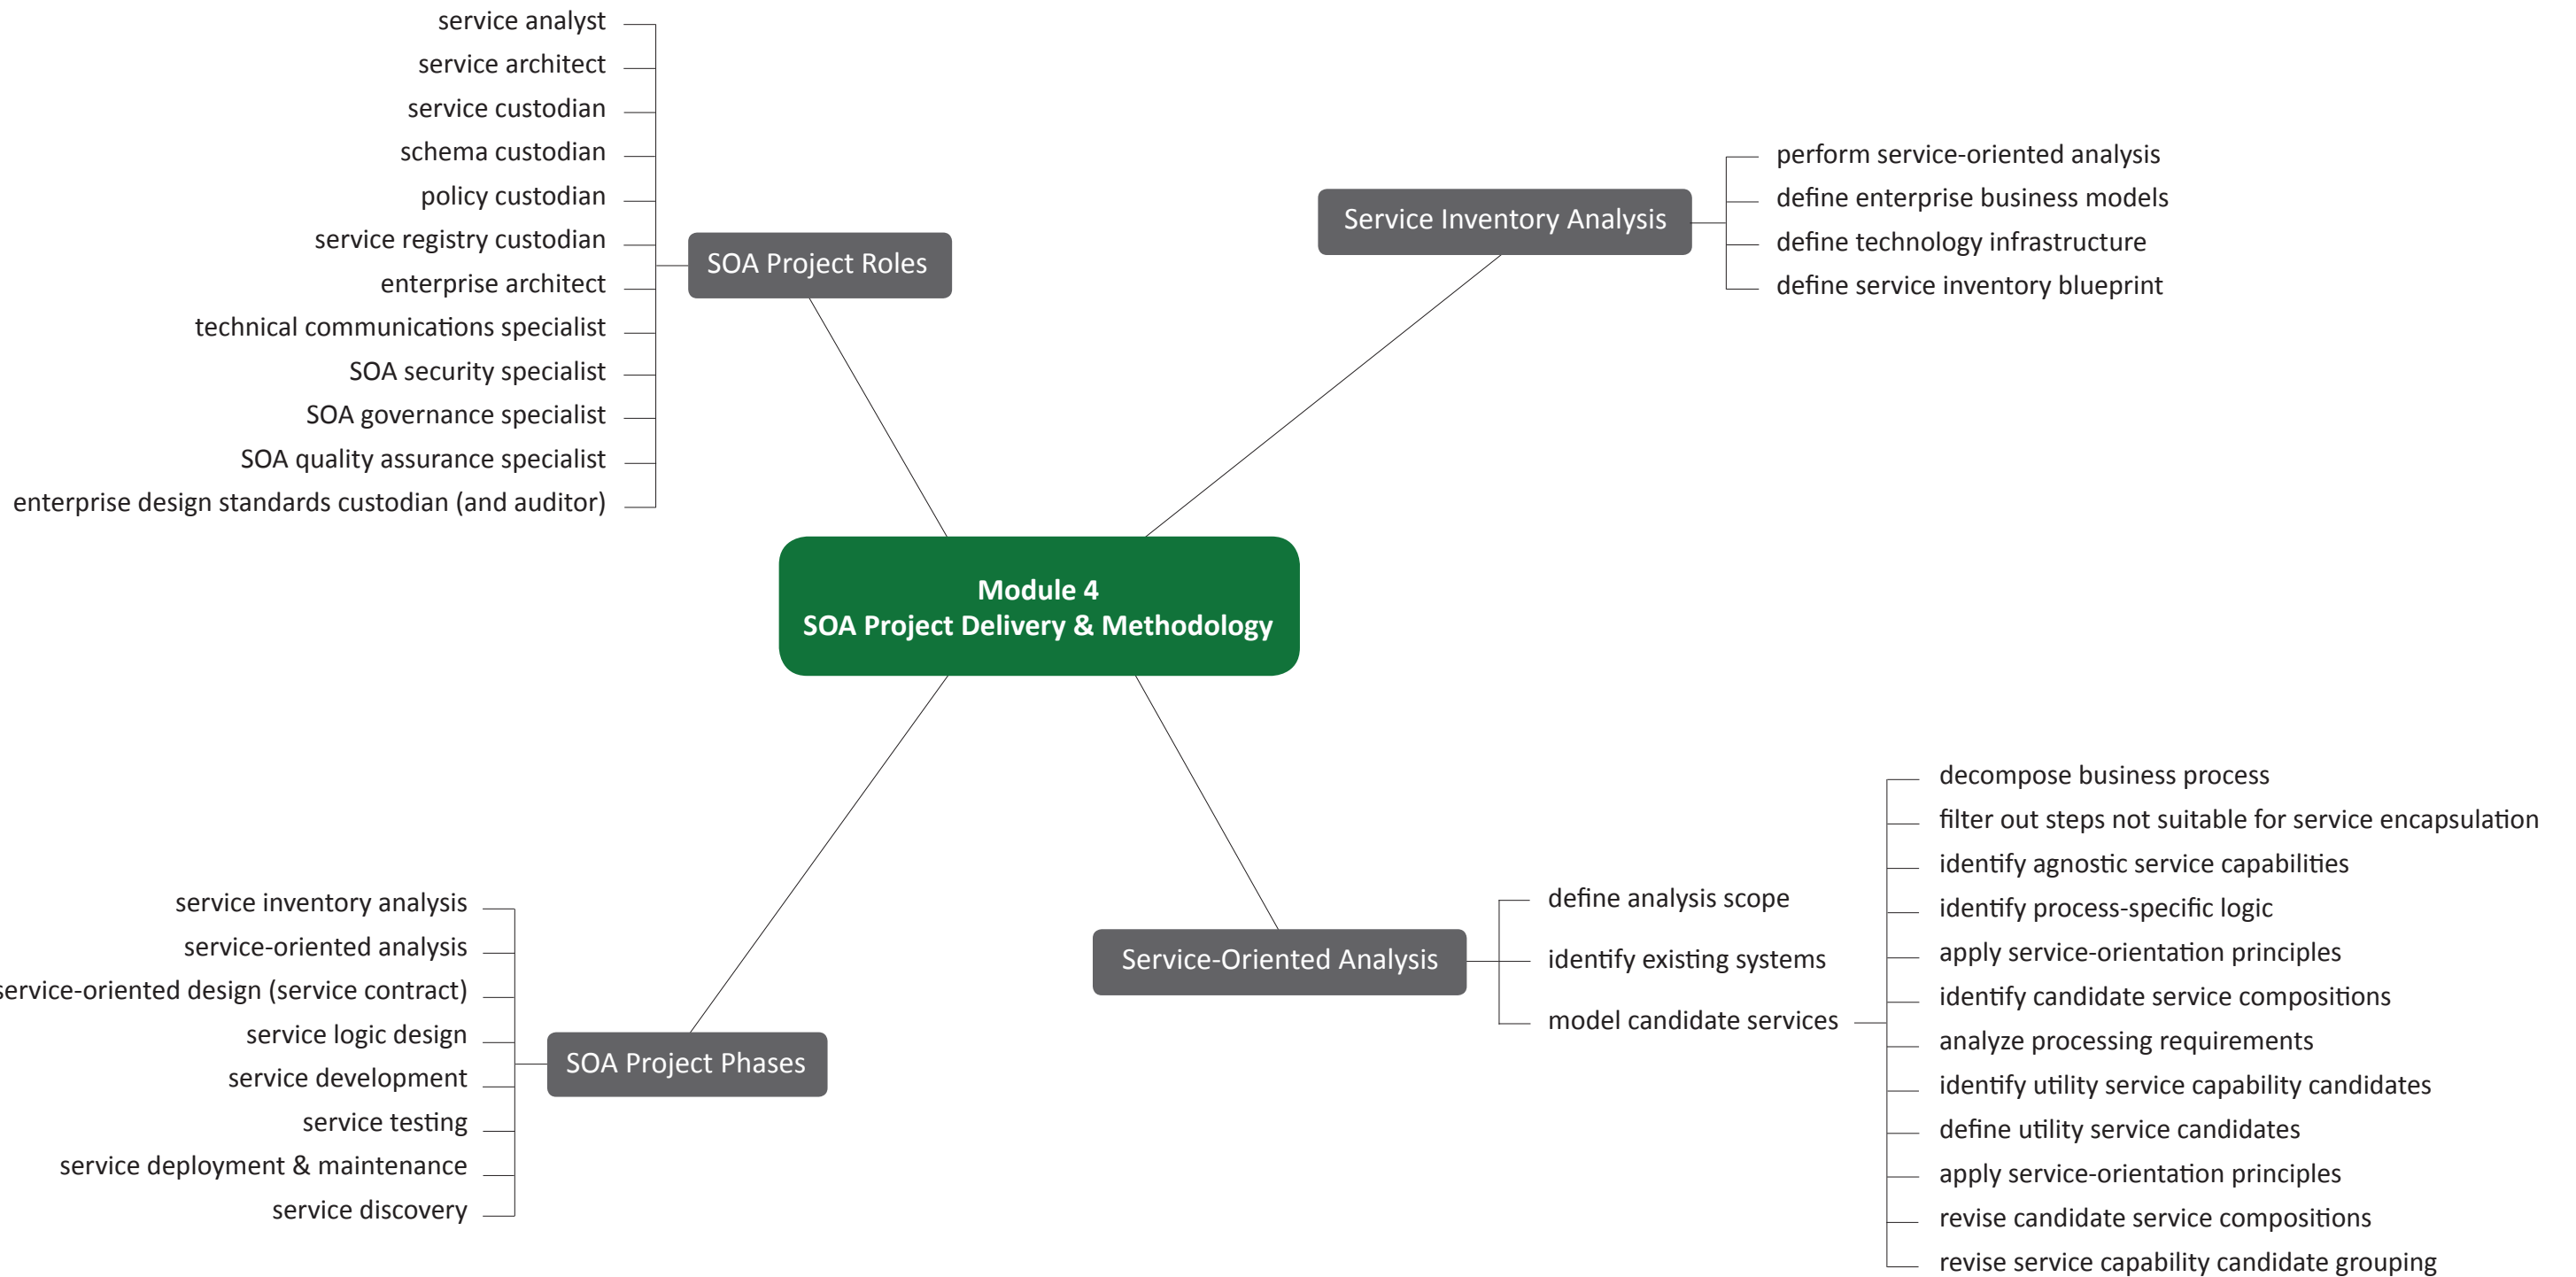 service analyst
service architect
service custodian
schema custodian
policy custodian
service registry custodian
enterprise architect
technical communications specialist
SOA security specialist
SOA governance specialist
SOA quality assurance specialist
enterprise design standards custodian (and auditor)
SOA Project Roles
Service Inventory Analysis
perform service-oriented analysis
define enterprise business models
define technology infrastructure
define service inventory blueprint
Module 4
SOA Project Delivery & Methodology
service inventory analysis
service-oriented analysis
service-oriented design (service contract)
service logic design
service development
service testing
service deployment & maintenance
service discovery
SOA Project Phases
Service-Oriented Analysis
define analysis scope
identify existing systems
model candidate services
decompose business process
filter out steps not suitable for service encapsulation
identify agnostic service capabilities
identify process-specific logic
apply service-orientation principles
identify candidate service compositions
analyze processing requirements
identify utility service capability candidates
define utility service candidates
apply service-orientation principles
revise candidate service compositions
revise service capability candidate grouping